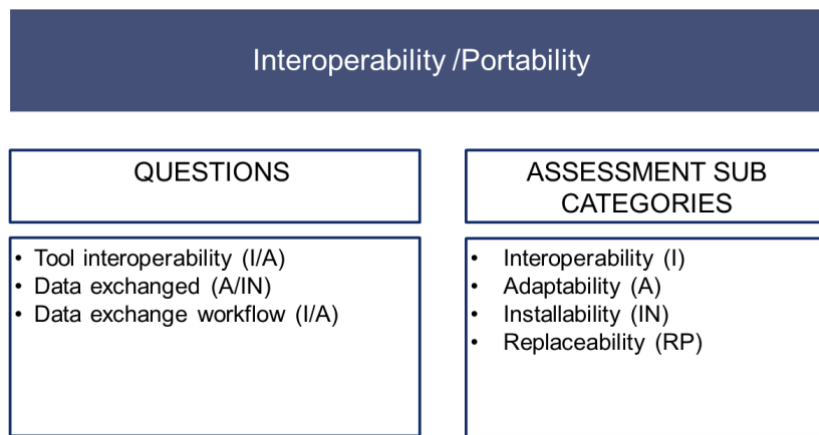 Interoperability /Portability
QUESTIONS
• Tool interoperability (I/A)
• Data exchanged (A/IN)
• Data exchange workflow (I/A)
ASSESSMENT SUB
CATEGORIES
• Interoperability (I)
• Adaptability (A)
• Installability (IN)
• Replaceability (RP)